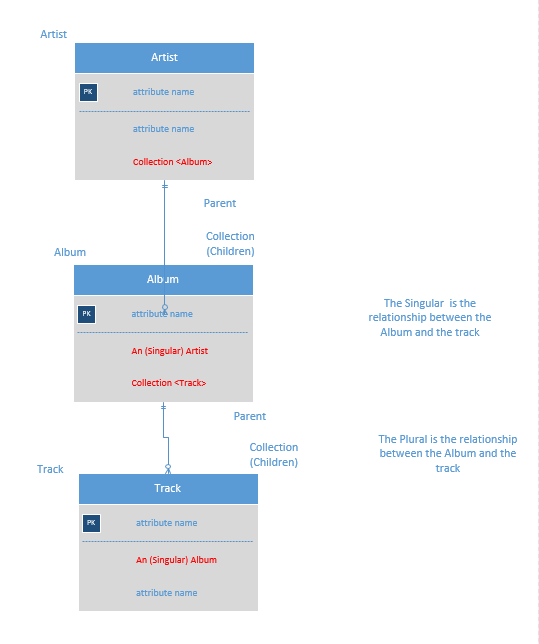 Artist
Artist
PK
attribute name
attribute name
Collection <Album>
Parent
Collection
(Children)
Album
Album
PK
attribute name
An (Singular) Artist
Collection <Track>
The Singular is the
relationship between the
Album and the track
Parent
Collection
(Children)
The Plural is the relationship
between the Album and the
track
Track
Track
PK
attribute name
An (Singular) Album
attribute name